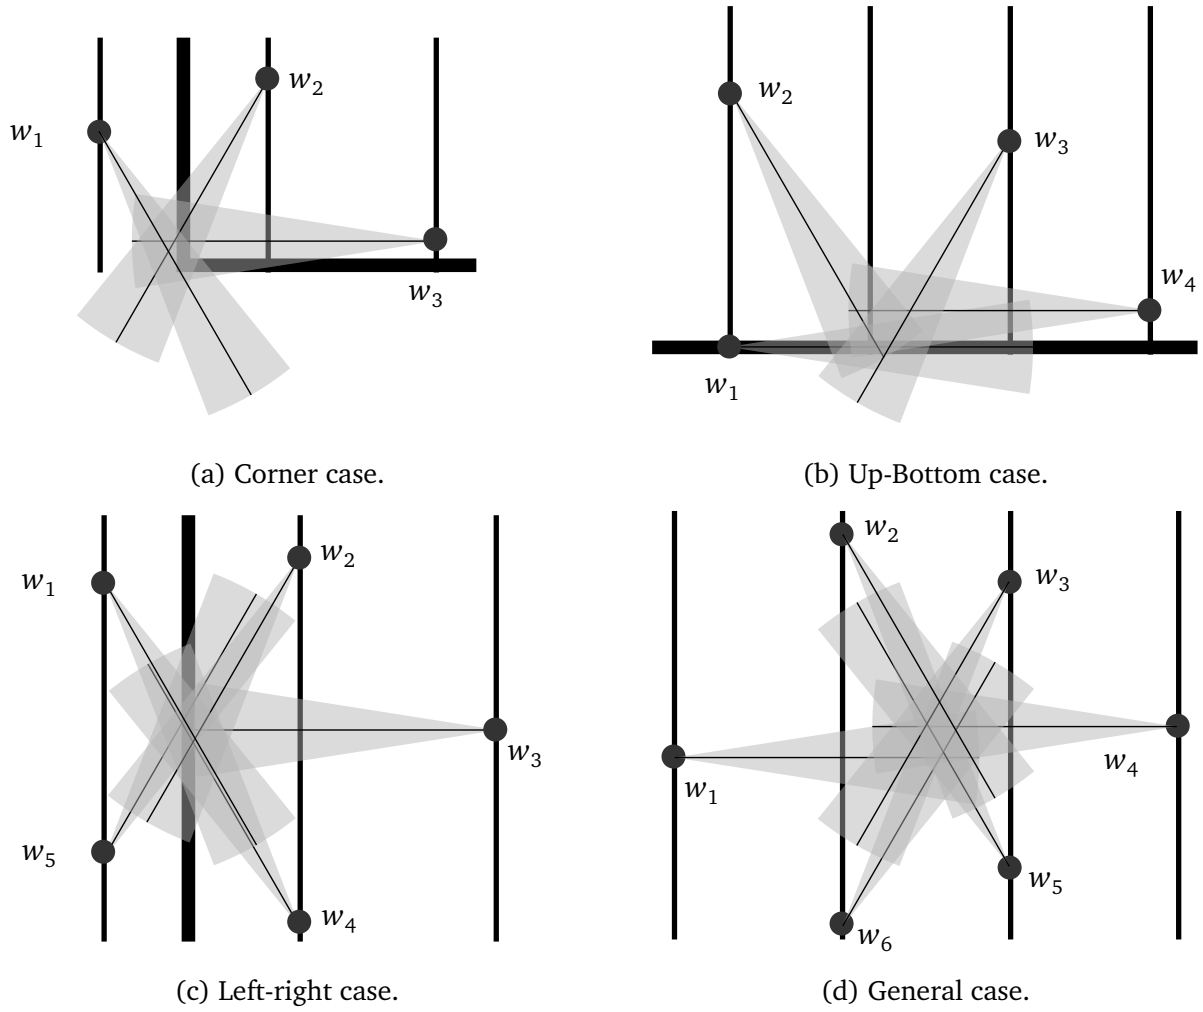 w₂
w₁
w₃
(a) Corner case.
w₂
w₃
w₄
w₁
(b) Up-Bottom case.
w₂
w₁
w₃
w₅
w₄
(c) Left-right case.
w₂
w₃
w₁
w₄
w₅
w₆
(d) General case.